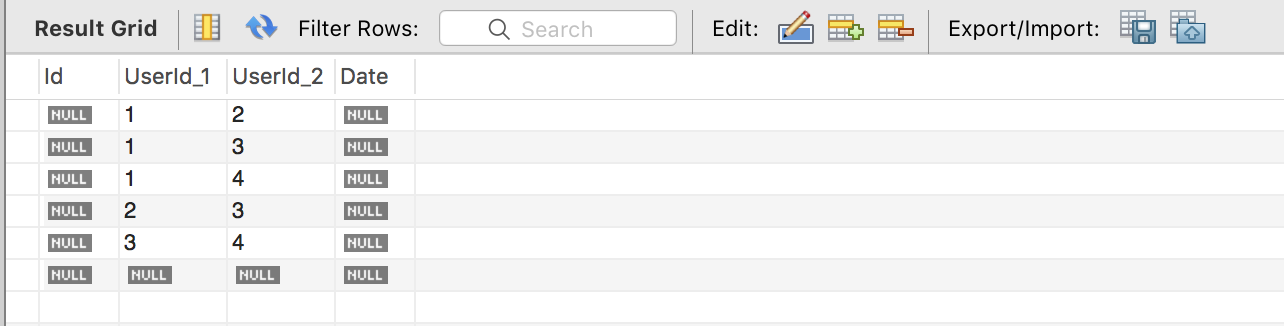 Result Grid Filter Rows: Search Edit: Export/Import:
Id UserId_1 UserId_2 Date
NULL 1 2 NULL
NULL 1 3 NULL
NULL 1 4 NULL
NULL 2 3 NULL
NULL 3 4 NULL
NULL NULL NULL NULL